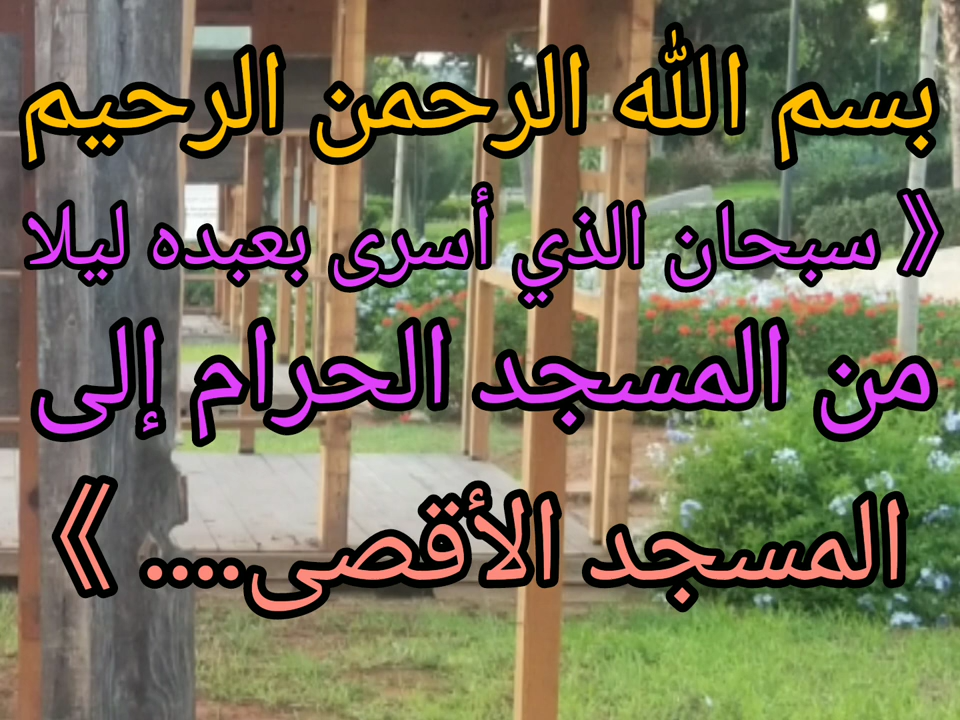 بسم الله الرحمن الرحيم
《 سبحان الذي أسرى بعبده ليلا
من المسجد الحرام إلى
المسجد الأقصى.... 》